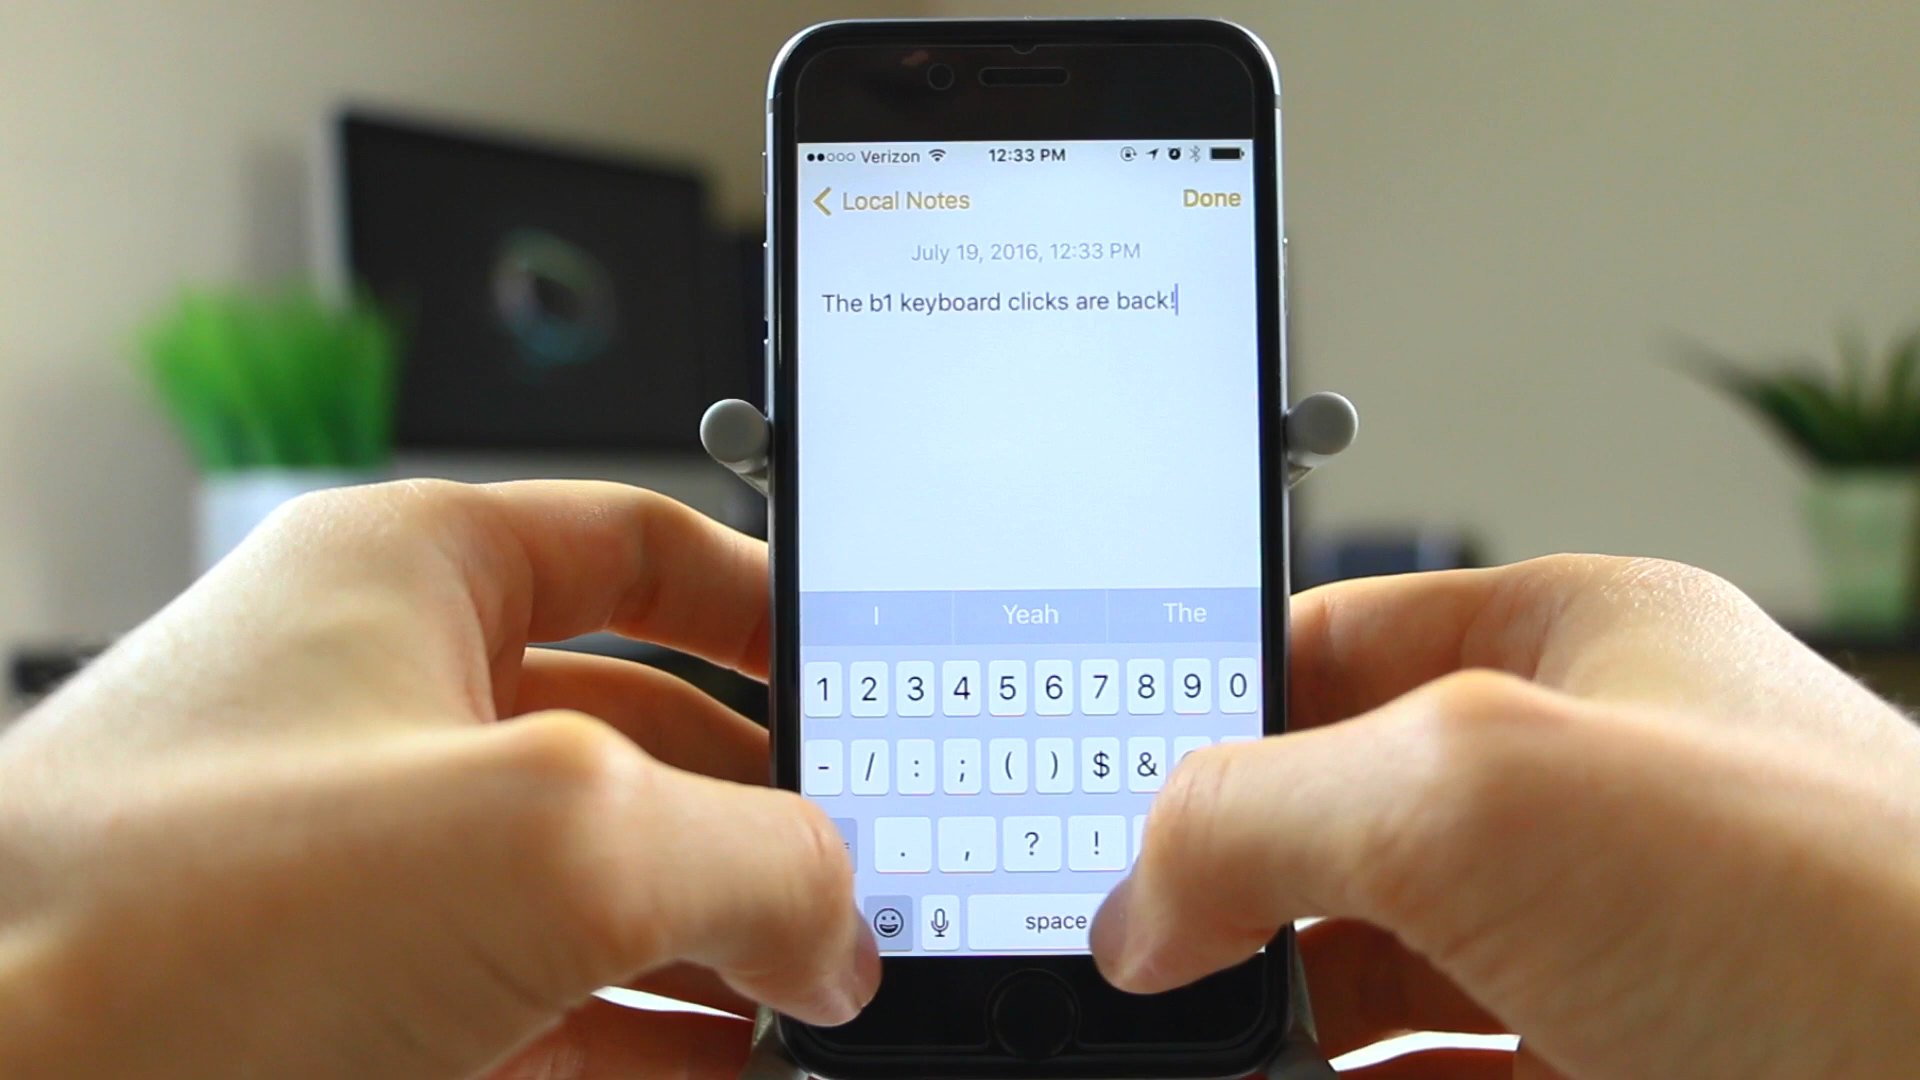 Verizon 12:33 PM
Local Notes Done
July 19, 2016, 12:33 PM
The b1 keyboard clicks are back!
I Yeah The
1 2 3 4 5 6 7 8 9 0
- / : ; ( ) $ &
. , ? !
space